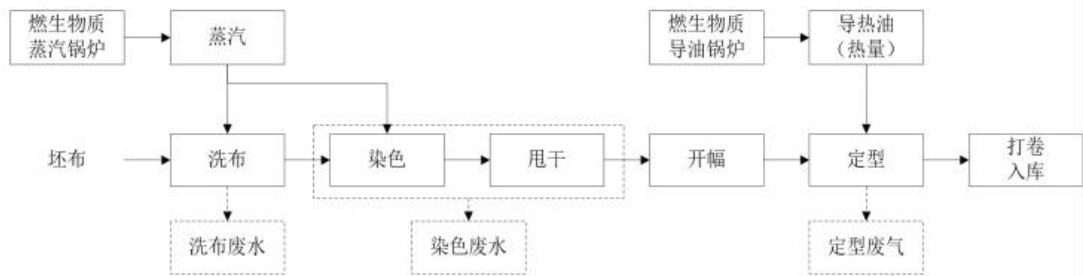 燃生物质
蒸汽锅炉
蒸汽
燃生物质
导油锅炉
导热油
（热量）
坯布
洗布
染色
甩干
开幅
定型
打卷
入库
洗布废水
染色废水
定型废气